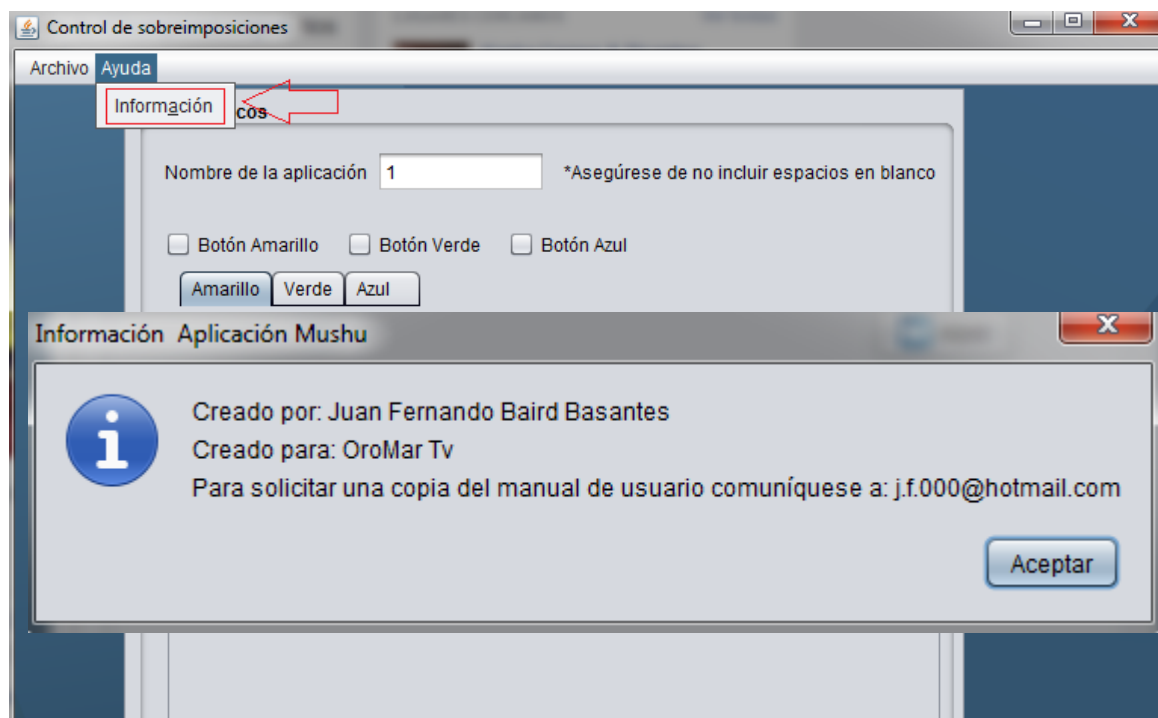 Control de sobreimposiciones
Archivo Ayuda
Información
cos
Nombre de la aplicación 1 *Asegúrese de no incluir espacios en blanco
Botón Amarillo Botón Verde Botón Azul
Amarillo Verde Azul
Información Aplicación Mushu
Creado por: Juan Fernando Baird Basantes
Creado para: OroMar Tv
Para solicitar una copia del manual de usuario comuníquese a: j.f.000@hotmail.com
Aceptar